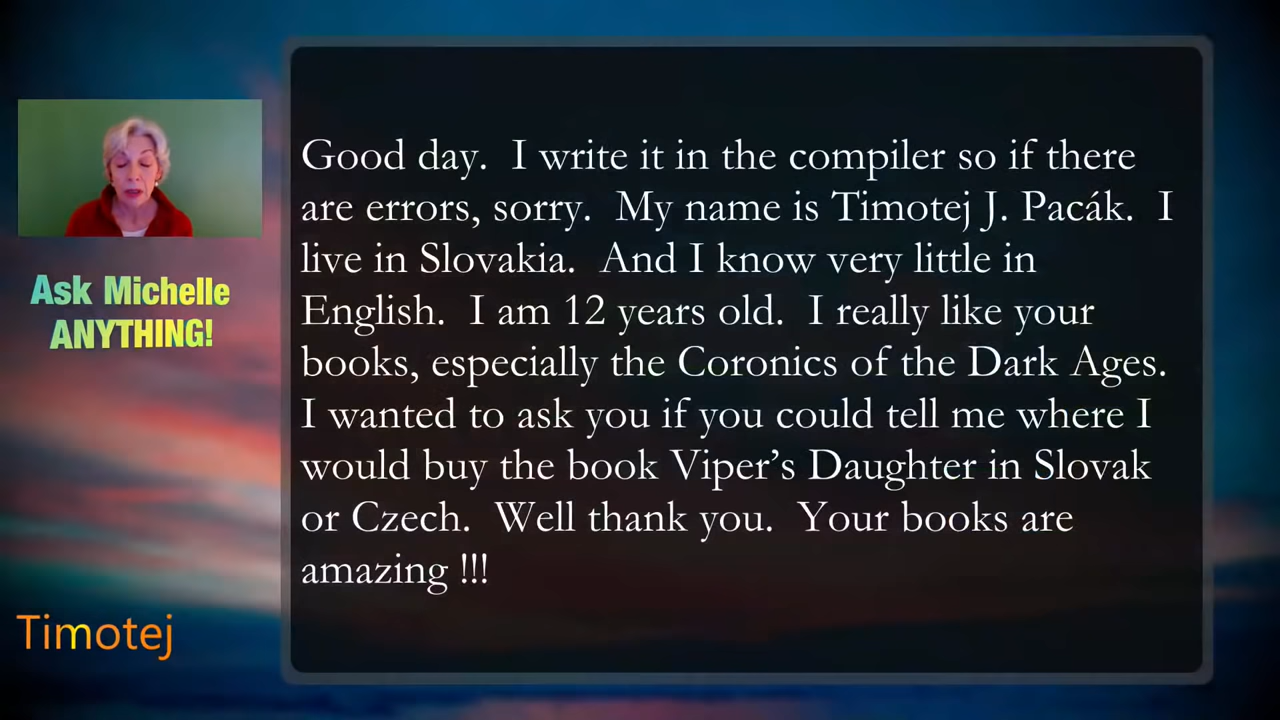 Ask Michelle
ANYTHING!
Timotej
Good day. I write it in the compiler so if there
are errors, sorry. My name is Timotej J. Pacák. I
live in Slovakia. And I know very little in
English. I am 12 years old. I really like your
books, especially the Coronics of the Dark Ages.
I wanted to ask you if you could tell me where I
would buy the book Viper’s Daughter in Slovak
or Czech. Well thank you. Your books are
amazing !!!